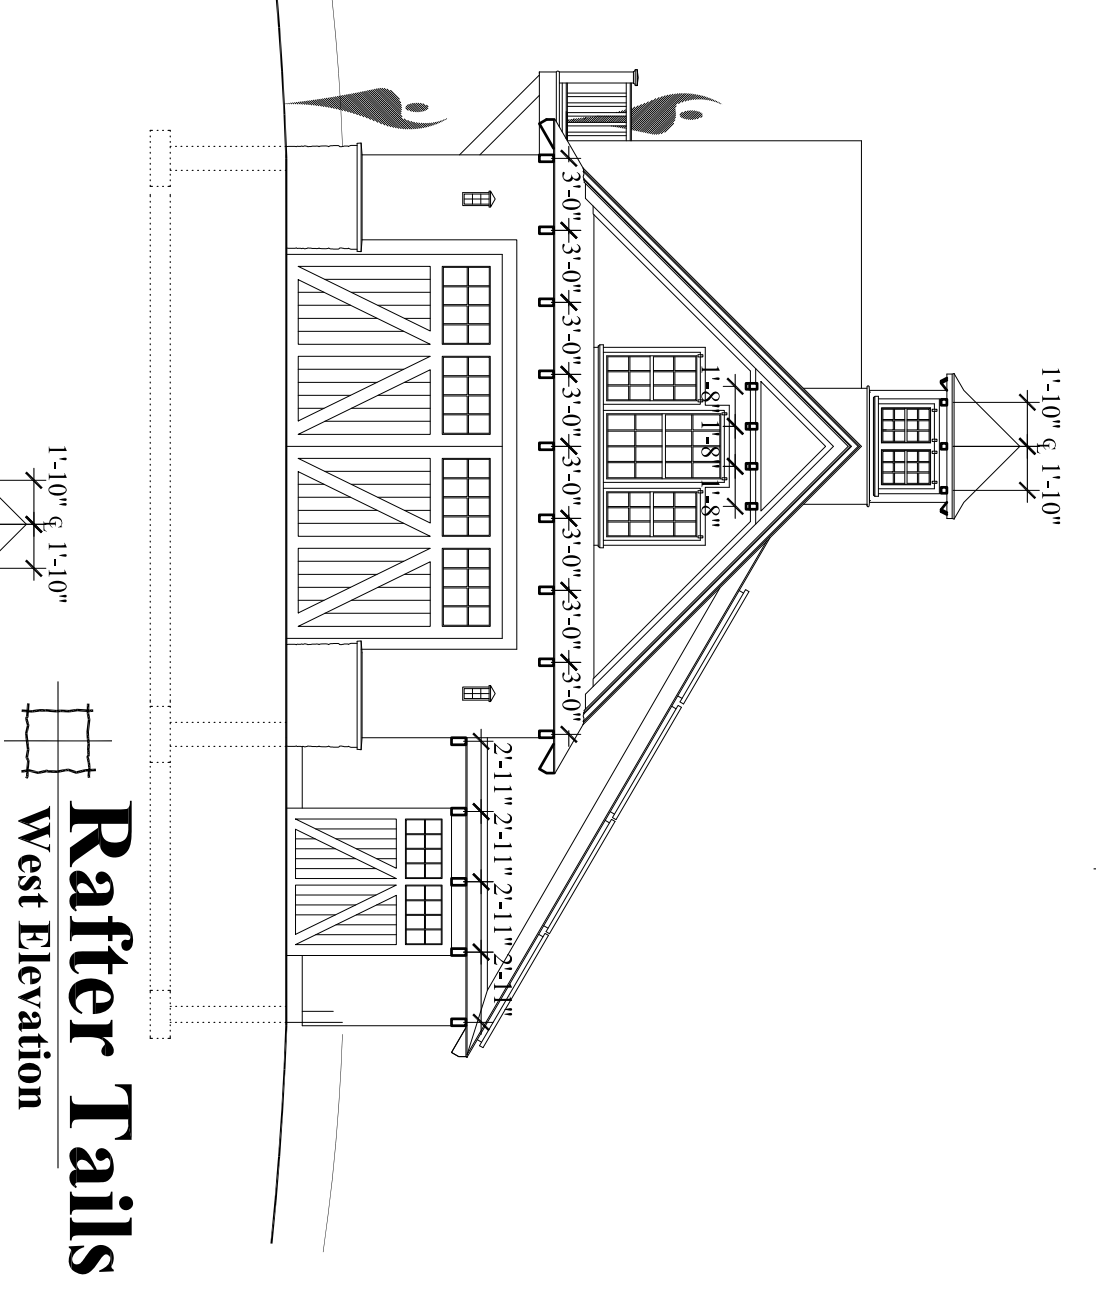 1'-10" ℄ 1'-10"
1'-8" 1'-8" 1'-8"
3'-0" 3'-0" 3'-0" 3'-0" 3'-0" 3'-0" 3'-0" 3'-0"
2'-11" 2'-11" 2'-11" 2'-11"
Rafter Tails
West Elevation
1'-10" ℄ 1'-10"